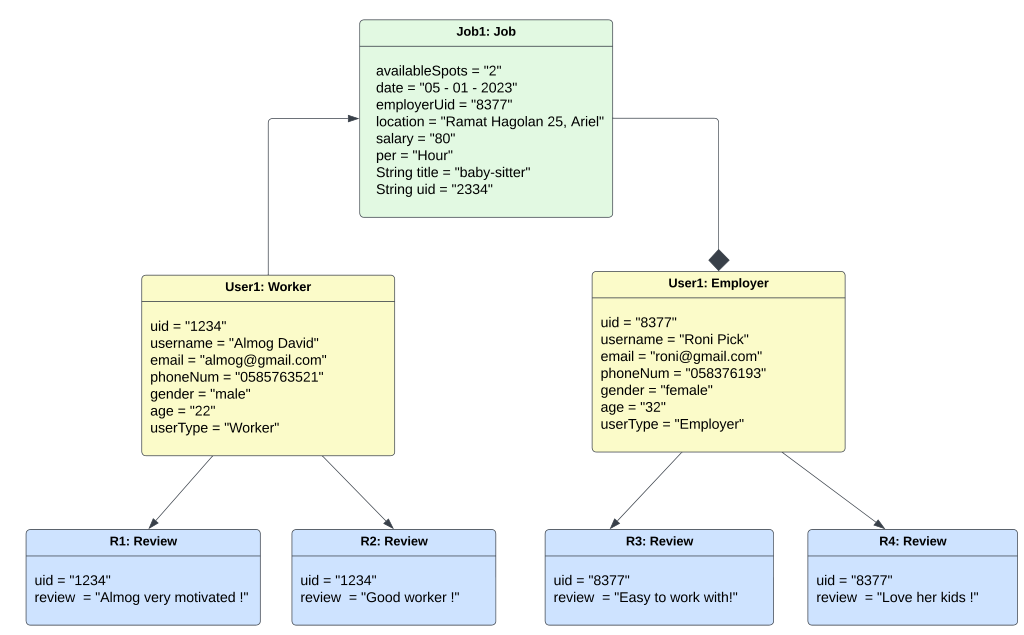 Job1: Job
availableSpots = "2"
date = "05 - 01 - 2023"
employerUid = "8377"
location = "Ramat Hagolan 25, Ariel"
salary = "80"
per = "Hour"
String title = "baby-sitter"
String uid = "2334"
User1: Worker
uid = "1234"
username = "Almog David"
email = "almog@gmail.com"
phoneNum = "0585763521"
gender = "male"
age = "22"
userType = "Worker"
User1: Employer
uid = "8377"
username = "Roni Pick"
email = "roni@gmail.com"
phoneNum = "058376193"
gender = "female"
age = "32"
userType = "Employer"
R1: Review
uid = "1234"
review  = "Almog very motivated !"
R2: Review
uid = "1234"
review  = "Good worker !"
R3: Review
uid = "8377"
review  = "Easy to work with!"
R4: Review
uid = "8377"
review  = "Love her kids !"